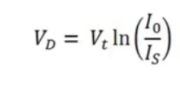 V_D = V_t ln(I_0/I_S)